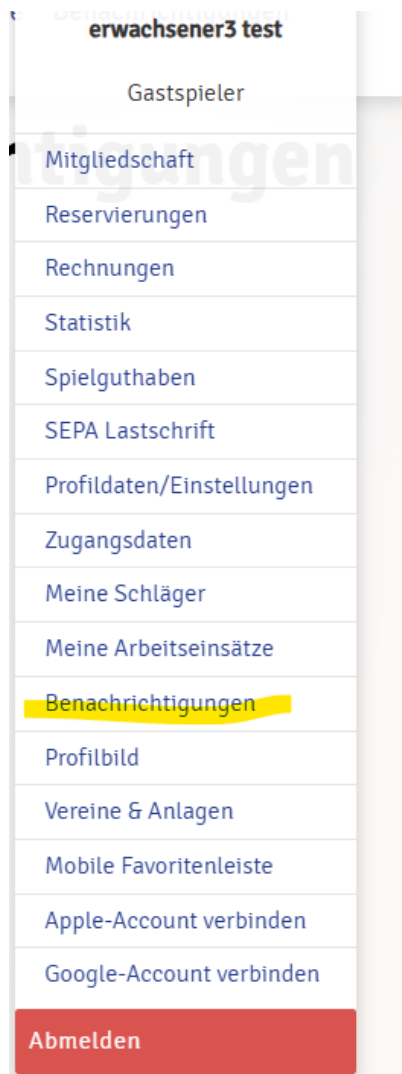 erwachsener3 test
Gastspieler
Mitgliedschaft
Reservierungen
Rechnungen
Statistik
Spielguthaben
SEPA Lastschrift
Profildaten/Einstellungen
Zugangsdaten
Meine Schläger
Meine Arbeitseinsätze
Benachrichtigungen
Profilbild
Vereine & Anlagen
Mobile Favoritenleiste
Apple-Account verbinden
Google-Account verbinden
Abmelden